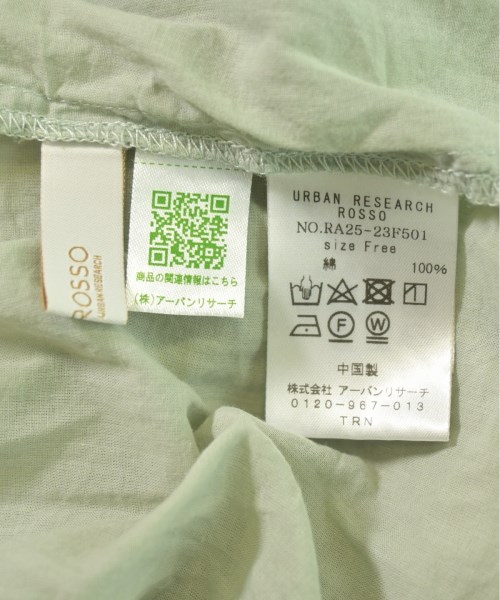 ROSSO
URBAN RESEARCH
商品の関連情報はこちら
(株)アーバンリサーチ
URBAN RESEARCH
ROSSO
NO.RA25-23F501
size Free
綿 100%
F W
中国製
株式会社 アーバンリサーチ
0120-967-013
TRN